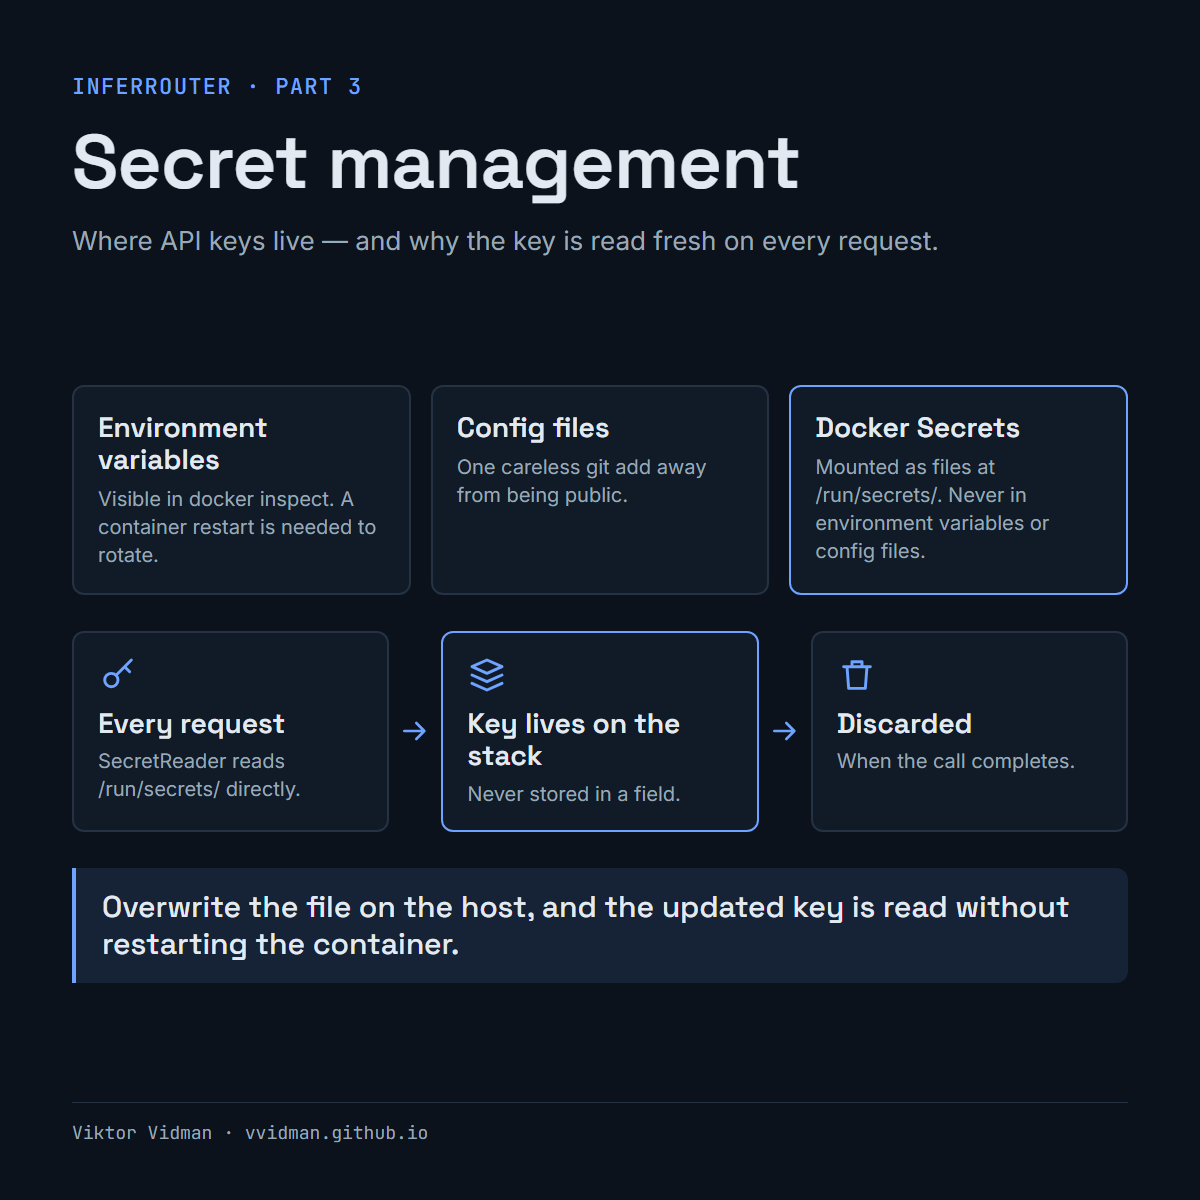 INFERROUTER · PART 3
Secret management
Where API keys live — and why the key is read fresh on every request.
Environment
variables
Visible in docker inspect. A
container restart is needed to
rotate.
Config files
One careless git add away
from being public.
Docker Secrets
Mounted as files at
/run/secrets/. Never in
environment variables or
config files.
Every request
SecretReader reads
/run/secrets/ directly.
Key lives on the
stack
Never stored in a field.
Discarded
When the call completes.
Overwrite the file on the host, and the updated key is read without
restarting the container.
Viktor Vidman · vvidman.github.io